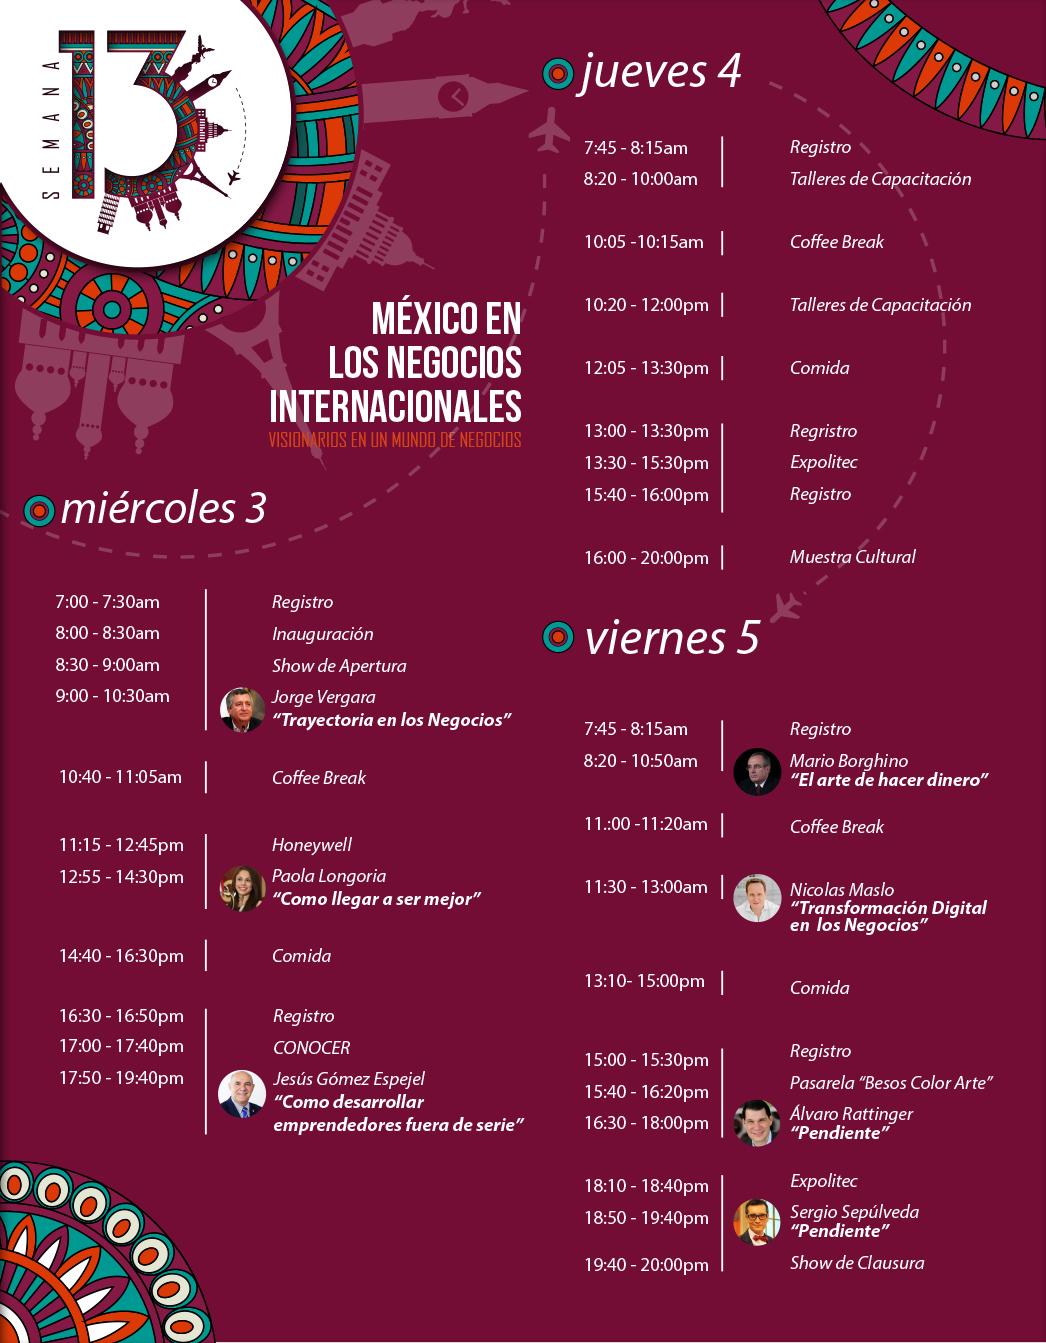 SEMANA
13
MÉXICO EN
LOS NEGOCIOS
INTERNACIONALES
VISIONARIOS EN UN MUNDO DE NEGOCIOS
miércoles 3
7:00 - 7:30am Registro
8:00 - 8:30am Inauguración
8:30 - 9:00am Show de Apertura
9:00 - 10:30am Jorge Vergara
“Trayectoria en los Negocios”
10:40 - 11:05am Coffee Break
11:15 - 12:45pm Honeywell
12:55 - 14:30pm Paola Longoria
“Como llegar a ser mejor”
14:40 - 16:30pm Comida
16:30 - 16:50pm Registro
17:00 - 17:40pm CONOCER
17:50 - 19:40pm Jesús Gómez Espejel
“Como desarrollar
emprendedores fuera de serie”
jueves 4
7:45 - 8:15am Registro
8:20 - 10:00am Talleres de Capacitación
10:05 -10:15am Coffee Break
10:20 - 12:00pm Talleres de Capacitación
12:05 - 13:30pm Comida
13:00 - 13:30pm Regristro
13:30 - 15:30pm Expolitec
15:40 - 16:00pm Registro
16:00 - 20:00pm Muestra Cultural
viernes 5
7:45 - 8:15am Registro
8:20 - 10:50am Mario Borghino
“El arte de hacer dinero”
11.:00 -11:20am Coffee Break
11:30 - 13:00am Nicolas Maslo
“Transformación Digital
en los Negocios”
13:10- 15:00pm Comida
15:00 - 15:30pm Registro
15:40 - 16:20pm Pasarela “Besos Color Arte”
16:30 - 18:00pm Álvaro Rattinger
“Pendiente”
18:10 - 18:40pm Expolitec
18:50 - 19:40pm Sergio Sepúlveda
“Pendiente”
19:40 - 20:00pm Show de Clausura